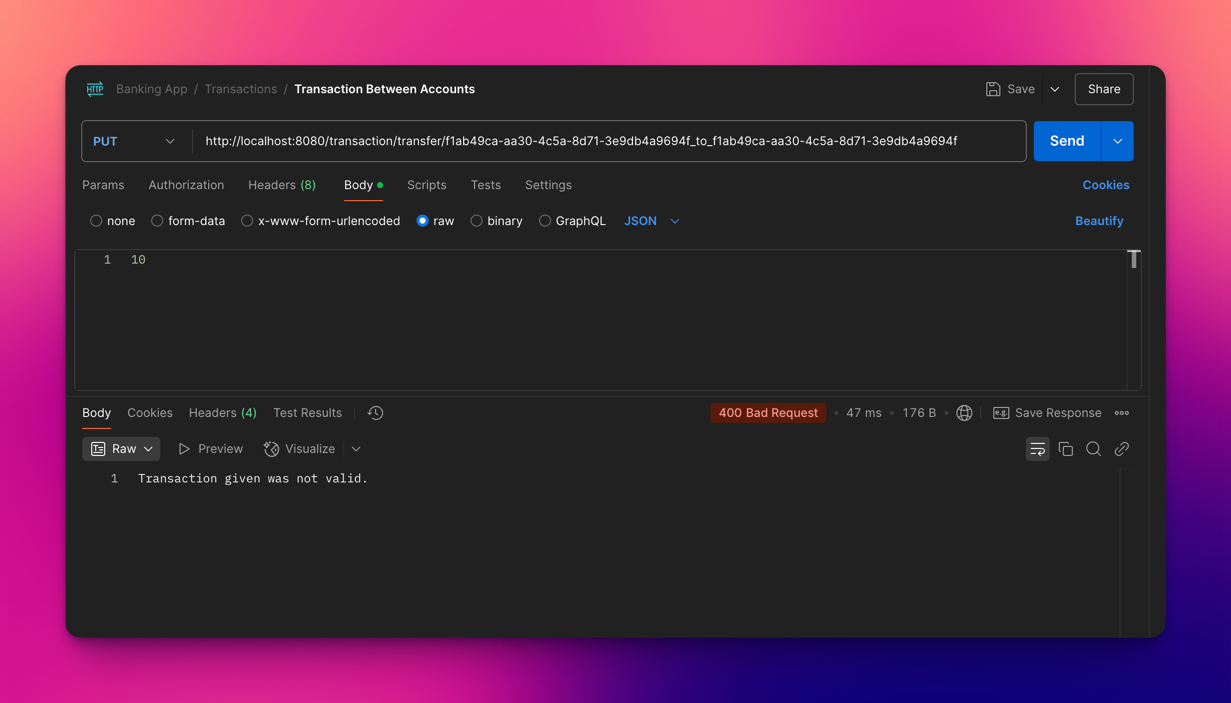 HTTP Banking App / Transactions / Transaction Between Accounts Save Share
PUT http://localhost:8080/transaction/transfer/f1ab49ca-aa30-4c5a-8d71-3e9db4a9694f_to_f1ab49ca-aa30-4c5a-8d71-3e9db4a9694f Send
Params Authorization Headers (8) Body Scripts Tests Settings Cookies
none form-data x-www-form-urlencoded raw binary GraphQL JSON Beautify
1 10
Body Cookies Headers (4) Test Results 400 Bad Request • 47 ms • 176 B • e.g. Save Response
Raw Preview Visualize
1 Transaction given was not valid.